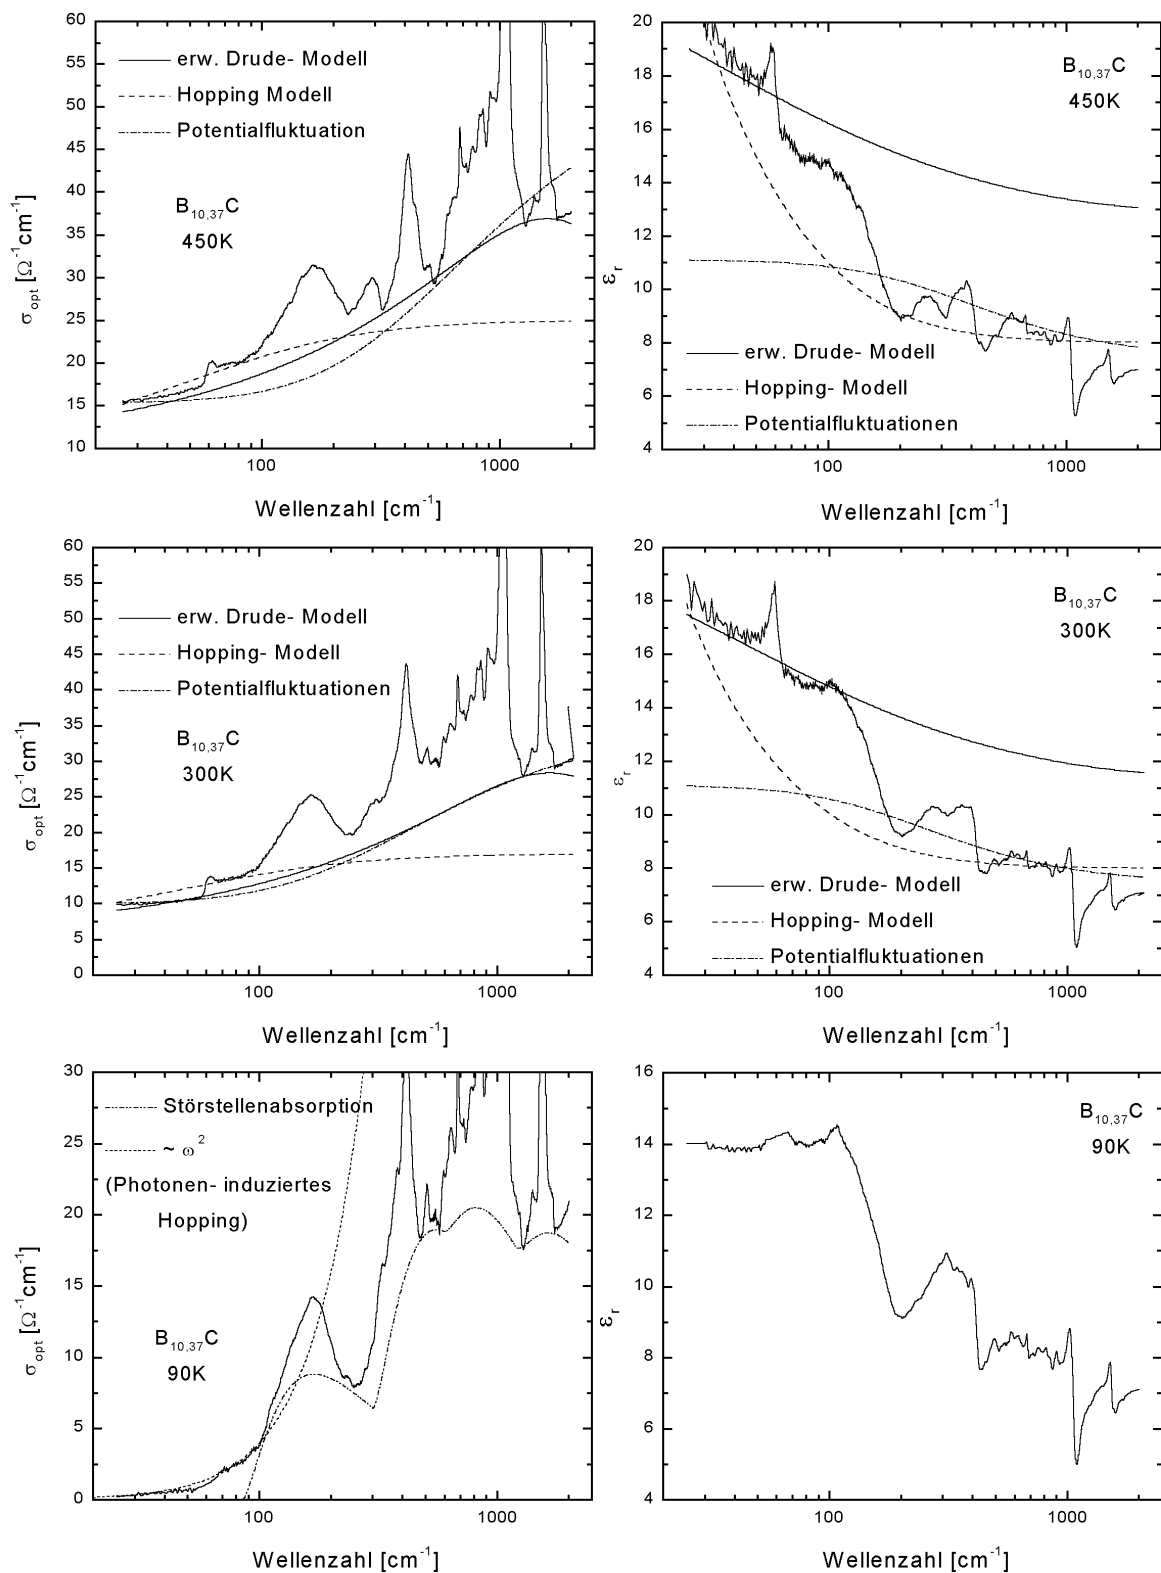 60
55
50
45
40
35
30
25
20
15
10
erw. Drude- Modell
Hopping Modell
Potentialfluktuation
B10,37C
450K
σopt [Ω-1cm-1]
100
1000
Wellenzahl [cm-1]
20
18
16
14
12
10
8
6
4
B10,37C
450K
εr
erw. Drude- Modell
Hopping- Modell
Potentialfluktuationen
100
1000
Wellenzahl [cm-1]
60
55
50
45
40
35
30
25
20
15
10
5
0
erw. Drude- Modell
Hopping- Modell
Potentialfluktuationen
B10,37C
300K
σopt [Ω-1cm-1]
100
1000
Wellenzahl [cm-1]
20
18
16
14
12
10
8
6
4
B10,37C
300K
εr
erw. Drude- Modell
Hopping- Modell
Potentialfluktuationen
100
1000
Wellenzahl [cm-1]
30
25
20
15
10
5
0
Störstellenabsorption
~ ω2
(Photonen- induziertes
Hopping)
B10,37C
90K
σopt [Ω-1cm-1]
100
1000
Wellenzahl [cm-1]
16
14
12
10
8
6
4
B10,37C
90K
εr
100
1000
Wellenzahl [cm-1]